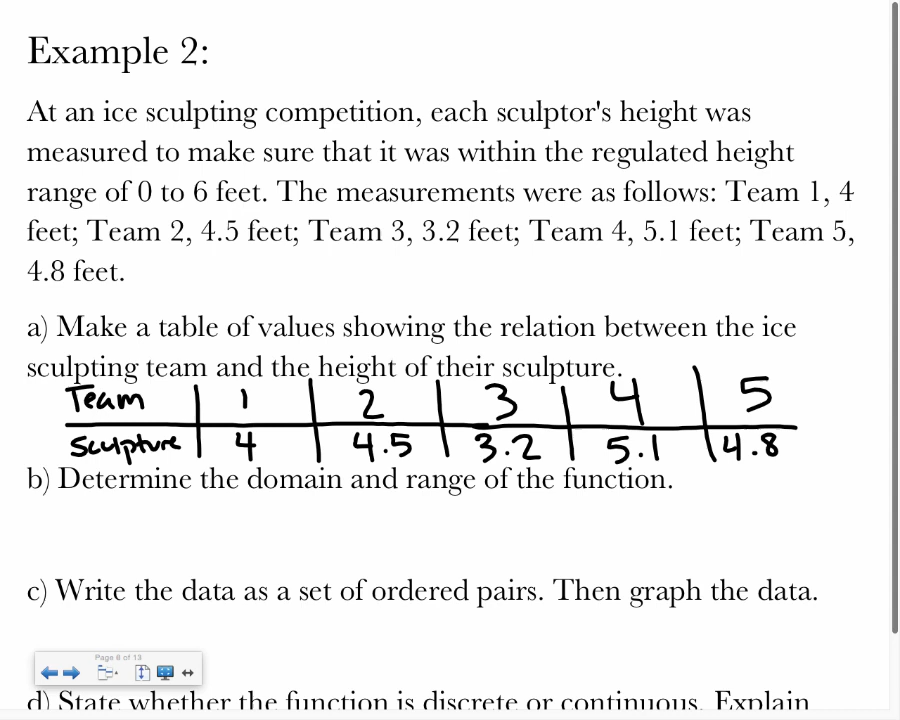 Example 2:
At an ice sculpting competition, each sculptor's height was
measured to make sure that it was within the regulated height
range of 0 to 6 feet. The measurements were as follows: Team 1, 4
feet; Team 2, 4.5 feet; Team 3, 3.2 feet; Team 4, 5.1 feet; Team 5,
4.8 feet.
a) Make a table of values showing the relation between the ice
sculpting team and the height of their sculpture.
Team 1 2 3 4 5
Sculpture 4 4.5 3.2 5.1 4.8
b) Determine the domain and range of the function.
c) Write the data as a set of ordered pairs. Then graph the data.
Page 8 of 13
d) State whether the function is discrete or continuous. Explain